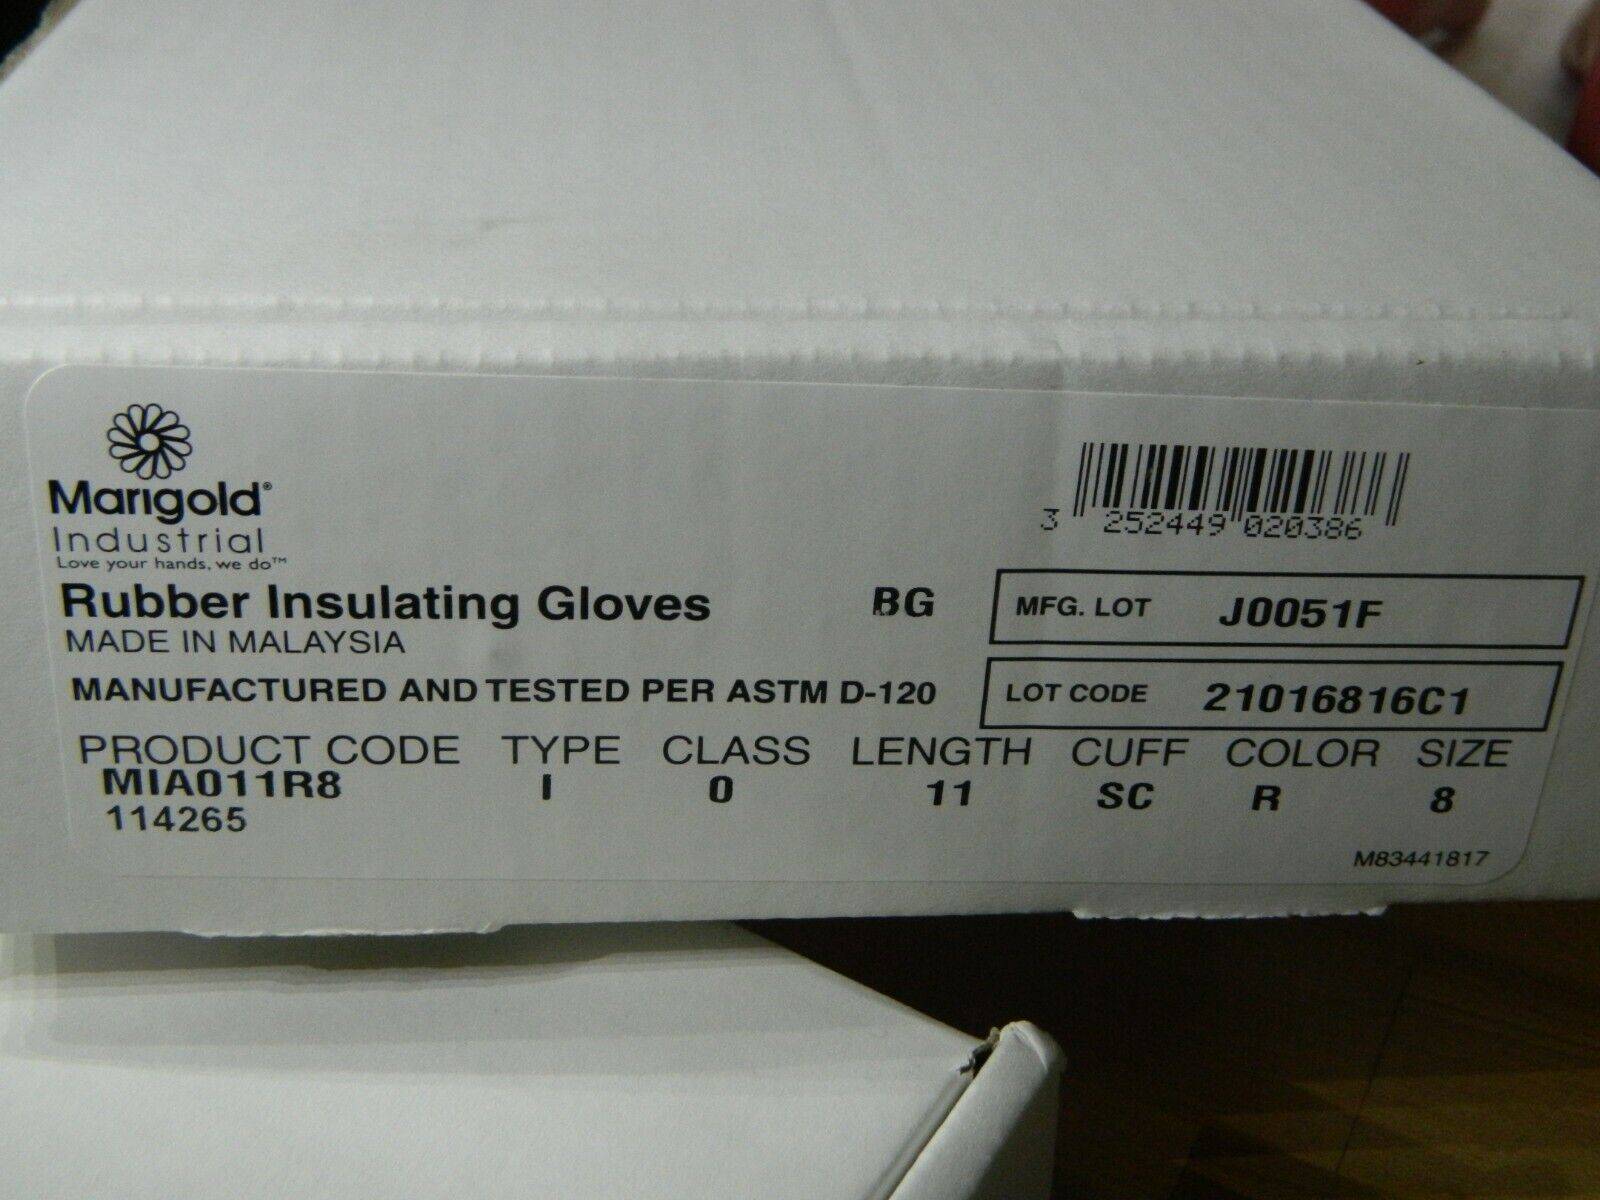 Marigold®
Industrial
Love your hands, we do™
3 252449 020386
Rubber Insulating Gloves BG
MFG. LOT J0051F
MADE IN MALAYSIA
MANUFACTURED AND TESTED PER ASTM D-120
LOT CODE 21016816C1
PRODUCT CODE TYPE CLASS LENGTH CUFF COLOR SIZE
MIA011R8 I 0 11 SC R 8
114265
M83441817